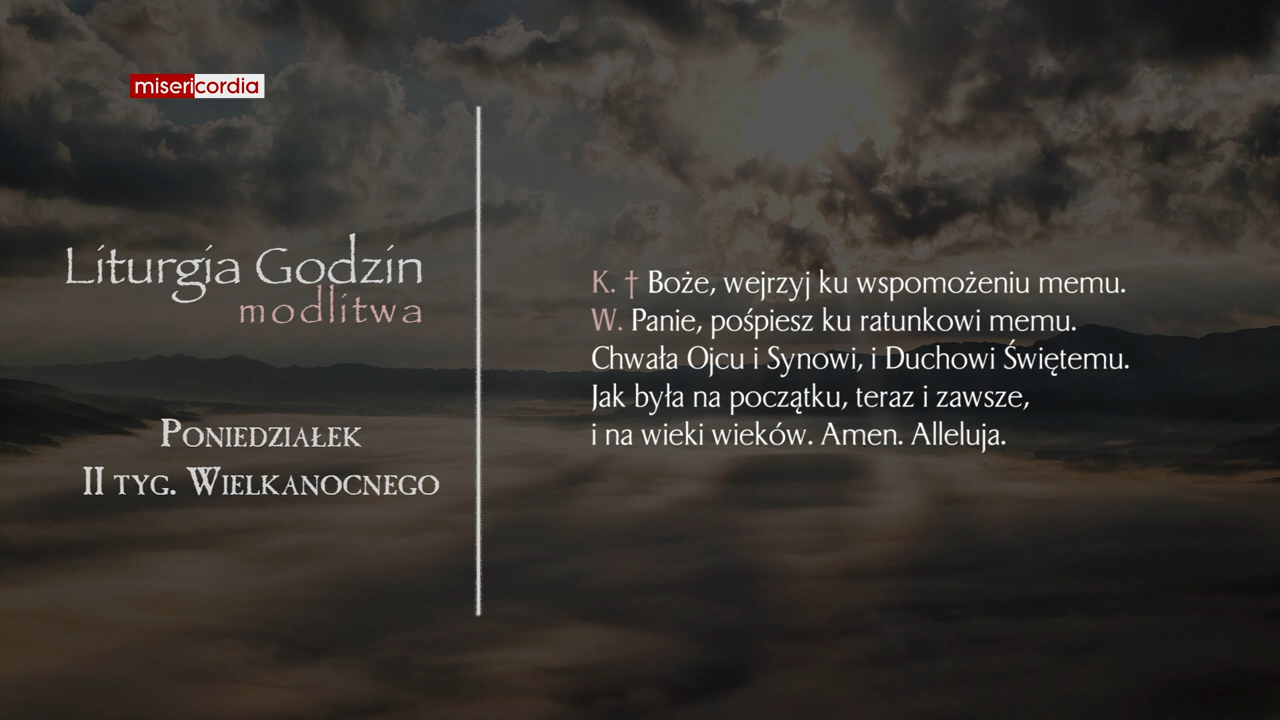 misericordia
Liturgia Godzin
modlitwa
Poniedziałek
II tyg. Wielkanocnego
K. † Boże, wejrzyj ku wspomożeniu memu.
W. Panie, pośpiesz ku ratunkowi memu.
Chwała Ojcu i Synowi, i Duchowi Świętemu.
Jak była na początku, teraz i zawsze,
i na wieki wieków. Amen. Alleluja.